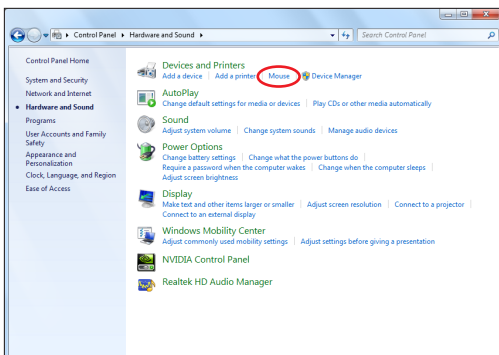 Control Panel ▸ Hardware and Sound ▸
Search Control Panel
Control Panel Home
System and Security
Network and Internet
Hardware and Sound
Programs
User Accounts and Family
Safety
Appearance and
Personalization
Clock, Language, and Region
Ease of Access
Devices and Printers
Add a device | Add a printer | Mouse | Device Manager
AutoPlay
Change default settings for media or devices | Play CDs or other media automatically
Sound
Adjust system volume | Change system sounds | Manage audio devices
Power Options
Change battery settings | Change what the power buttons do |
Require a password when the computer wakes | Change when the computer sleeps |
Adjust screen brightness
Display
Make text and other items larger or smaller | Adjust screen resolution | Connect to a projector |
Connect to an external display
Windows Mobility Center
Adjust commonly used mobility settings | Adjust settings before giving a presentation
NVIDIA Control Panel
Realtek HD Audio Manager